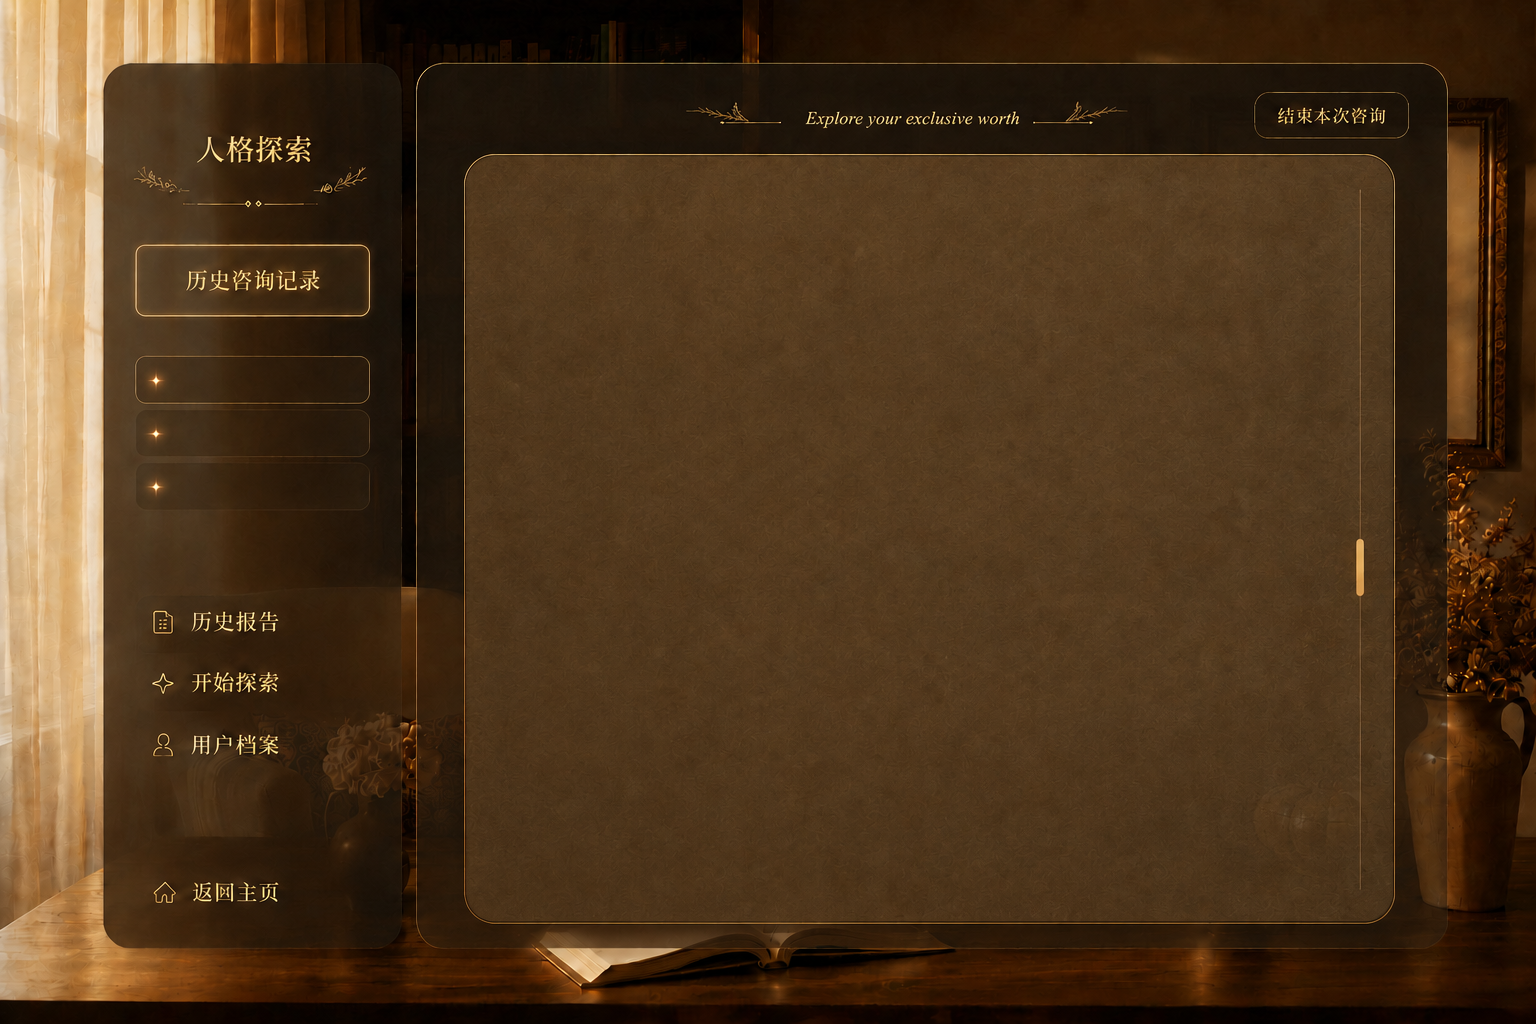 人格探索
历史咨询记录
历史报告
开始探索
用户档案
返回主页
Explore your exclusive worth
结束本次咨询